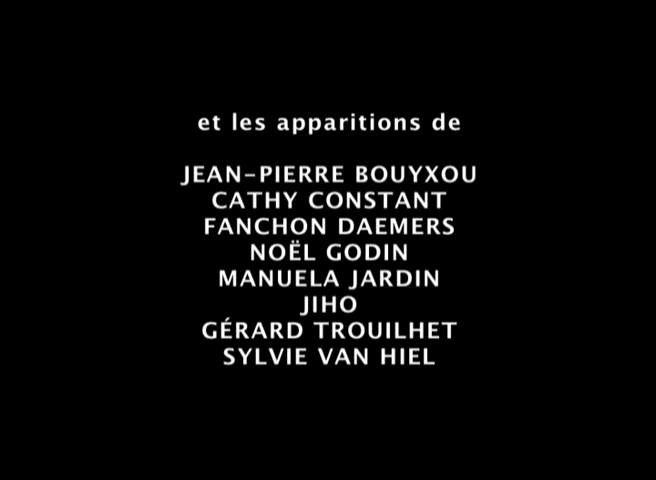 et les apparitions de
JEAN-PIERRE BOUYXOU
CATHY CONSTANT
FANCHON DAEMERS
NOËL GODIN
MANUELA JARDIN
JIHO
GÉRARD TROUILHET
SYLVIE VAN HIEL